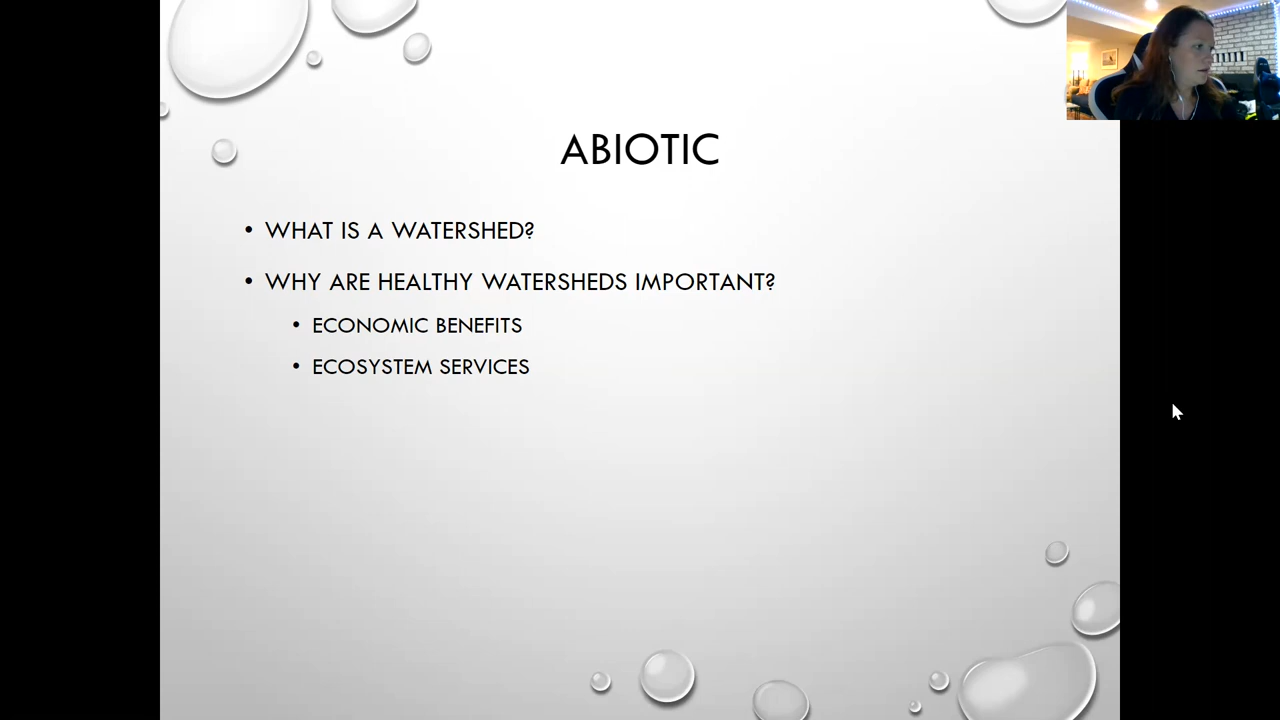 ABIOTIC
• WHAT IS A WATERSHED?
• WHY ARE HEALTHY WATERSHEDS IMPORTANT?
• ECONOMIC BENEFITS
• ECOSYSTEM SERVICES